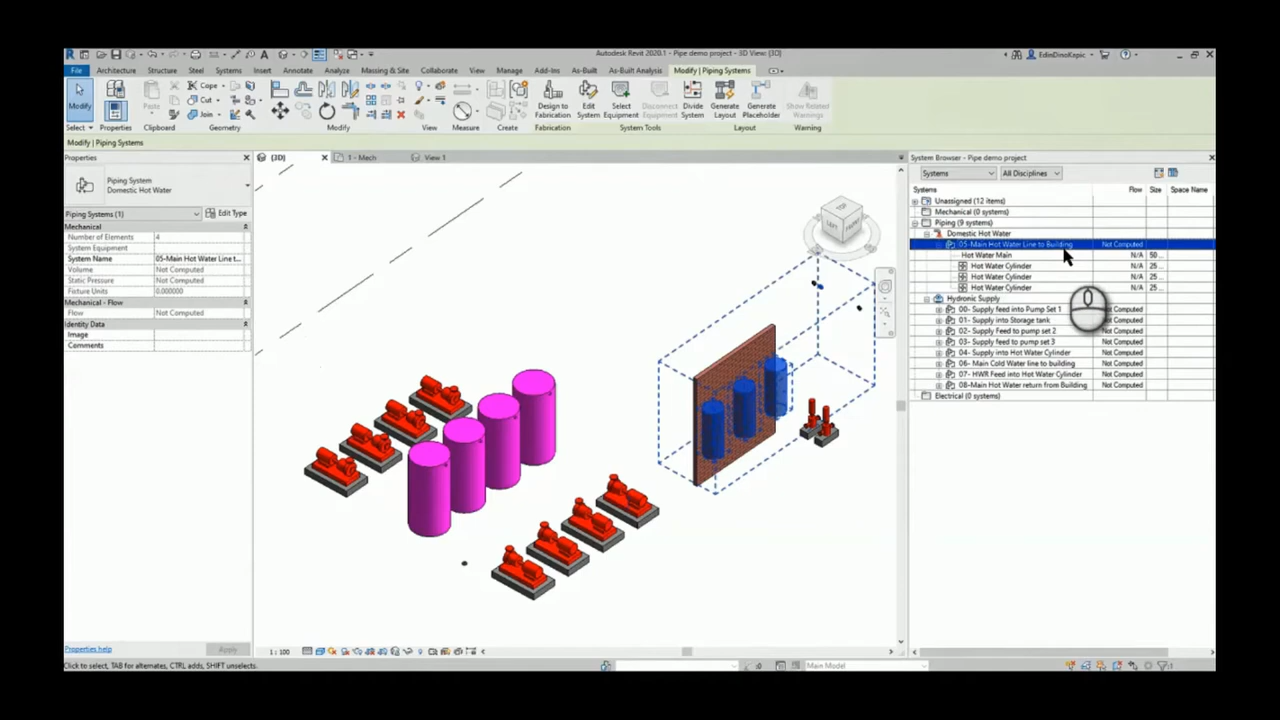 Autodesk Revit 2020.1 - Pipe demo project - 3D View: {3D}
EdinDinoKapic
File Architecture Structure Steel Systems Insert Annotate Analyze Massing & Site Collaborate View Manage Add-Ins As-Built As-Built Analysis Modify | Piping Systems
Modify
Properties
Paste
Cope
Cut
Join
Design to Fabrication
Edit System
Select Equipment
Disconnect Equipment
Divide System
Generate Layout
Generate Placeholder
Show Related Warnings
Select Properties Clipboard Geometry Modify View Measure Create Fabrication System Tools Layout Warning
Modify | Piping Systems
Properties
{3D}
1 - Mech
View 1
System Browser - Pipe demo project
Piping System
Domestic Hot Water
Piping Systems (1)
Edit Type
Mechanical
Number of Elements 4
System Equipment
System Name 05-Main Hot Water Line t...
Volume Not Computed
Static Pressure Not Computed
Fixture Units 0.000000
Mechanical - Flow
Flow Not Computed
Identity Data
Image
Comments
Properties help
Apply
LEFT
FRONT
Systems
All Disciplines
Systems Flow Size Space Name
Unassigned (12 items)
Mechanical (0 systems)
Piping (9 systems)
Domestic Hot Water
05-Main Hot Water Line to Building Not Computed
Hot Water Main N/A 50 ...
Hot Water Cylinder N/A 25 ...
Hot Water Cylinder N/A 25 ...
Hot Water Cylinder N/A 25 ...
Hydronic Supply
00- Supply feed into Pump Set 1 Computed
01- Supply into Storage tank Computed
02- Supply Feed to pump set 2 Not Computed
03- Supply feed to pump set 3 Not Computed
04- Supply into Hot Water Cylinder Not Computed
06- Main Cold Water line to building Not Computed
07- HWR Feed into Hot Water Cylinder Not Computed
08-Main Hot Water return from Building Not Computed
Electrical (0 systems)
1 : 100
Click to select, TAB for alternates, CTRL adds, SHIFT unselects.
:0
Main Model